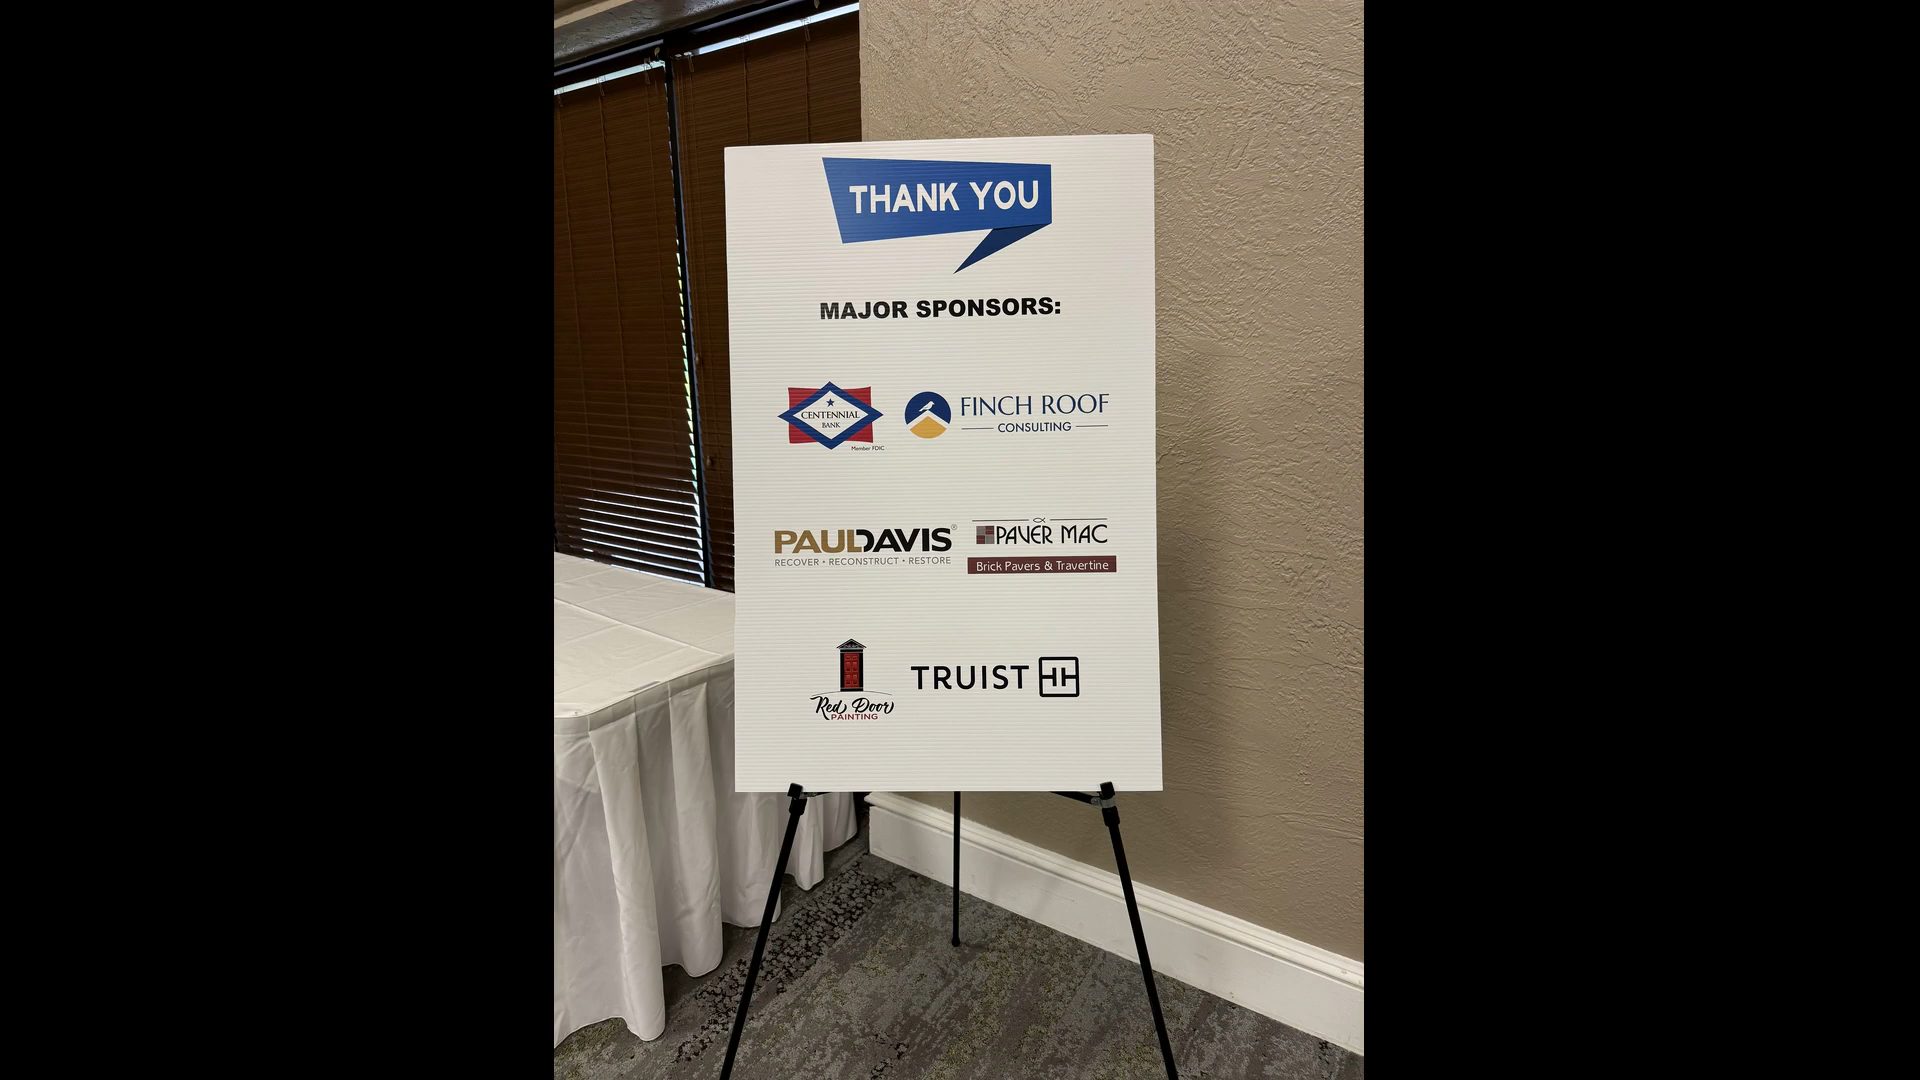 THANK YOU
MAJOR SPONSORS:
CENTENNIAL
BANK
Member FDIC
FINCH ROOF
CONSULTING
PAULDAVIS®
RECOVER • RECONSTRUCT • RESTORE
PAVER MAC
Brick Pavers & Travertine
Red Door
PAINTING
TRUIST